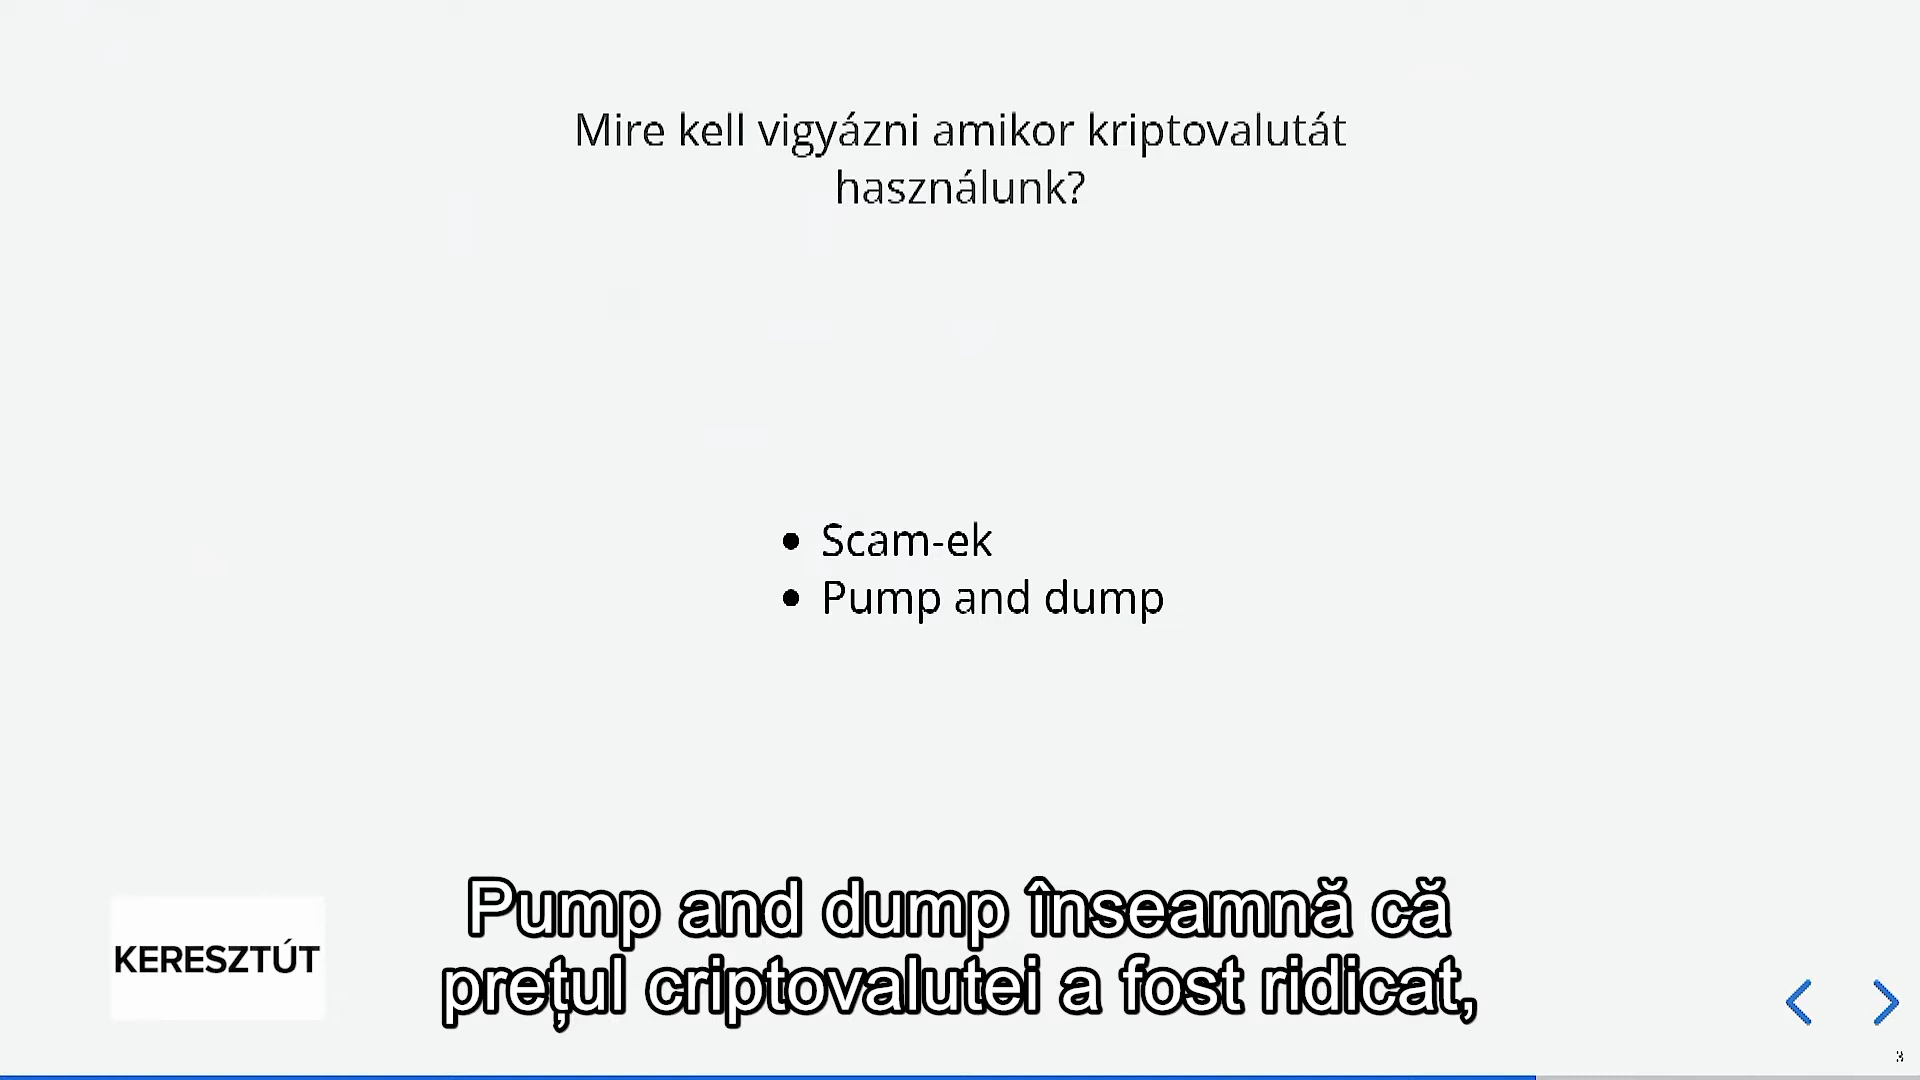 Mire kell vigyázni amikor kriptovalutát
használunk?
• Scam-ek
• Pump and dump
Pump and dump înseamnă că
prețul criptovalutei a fost ridicat,
KERESZTÚT
3